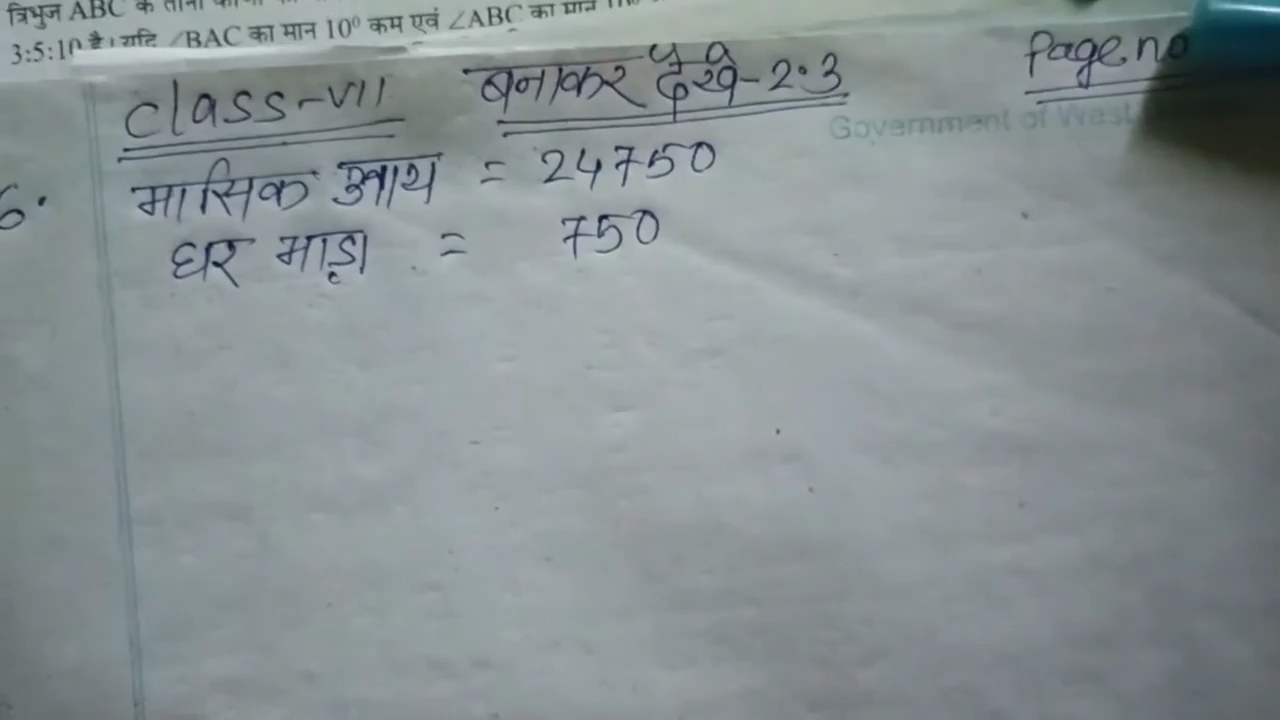 त्रिभुज ABC के तीनों
3:5:10 है। यदि ∠BAC का मान 10⁰ कम एवं ∠ABC का मान
Class-VII बनाकर देखें-2.3 Page no
Government of West
6. मासिक आय = 24750
घर भाड़ा = 750